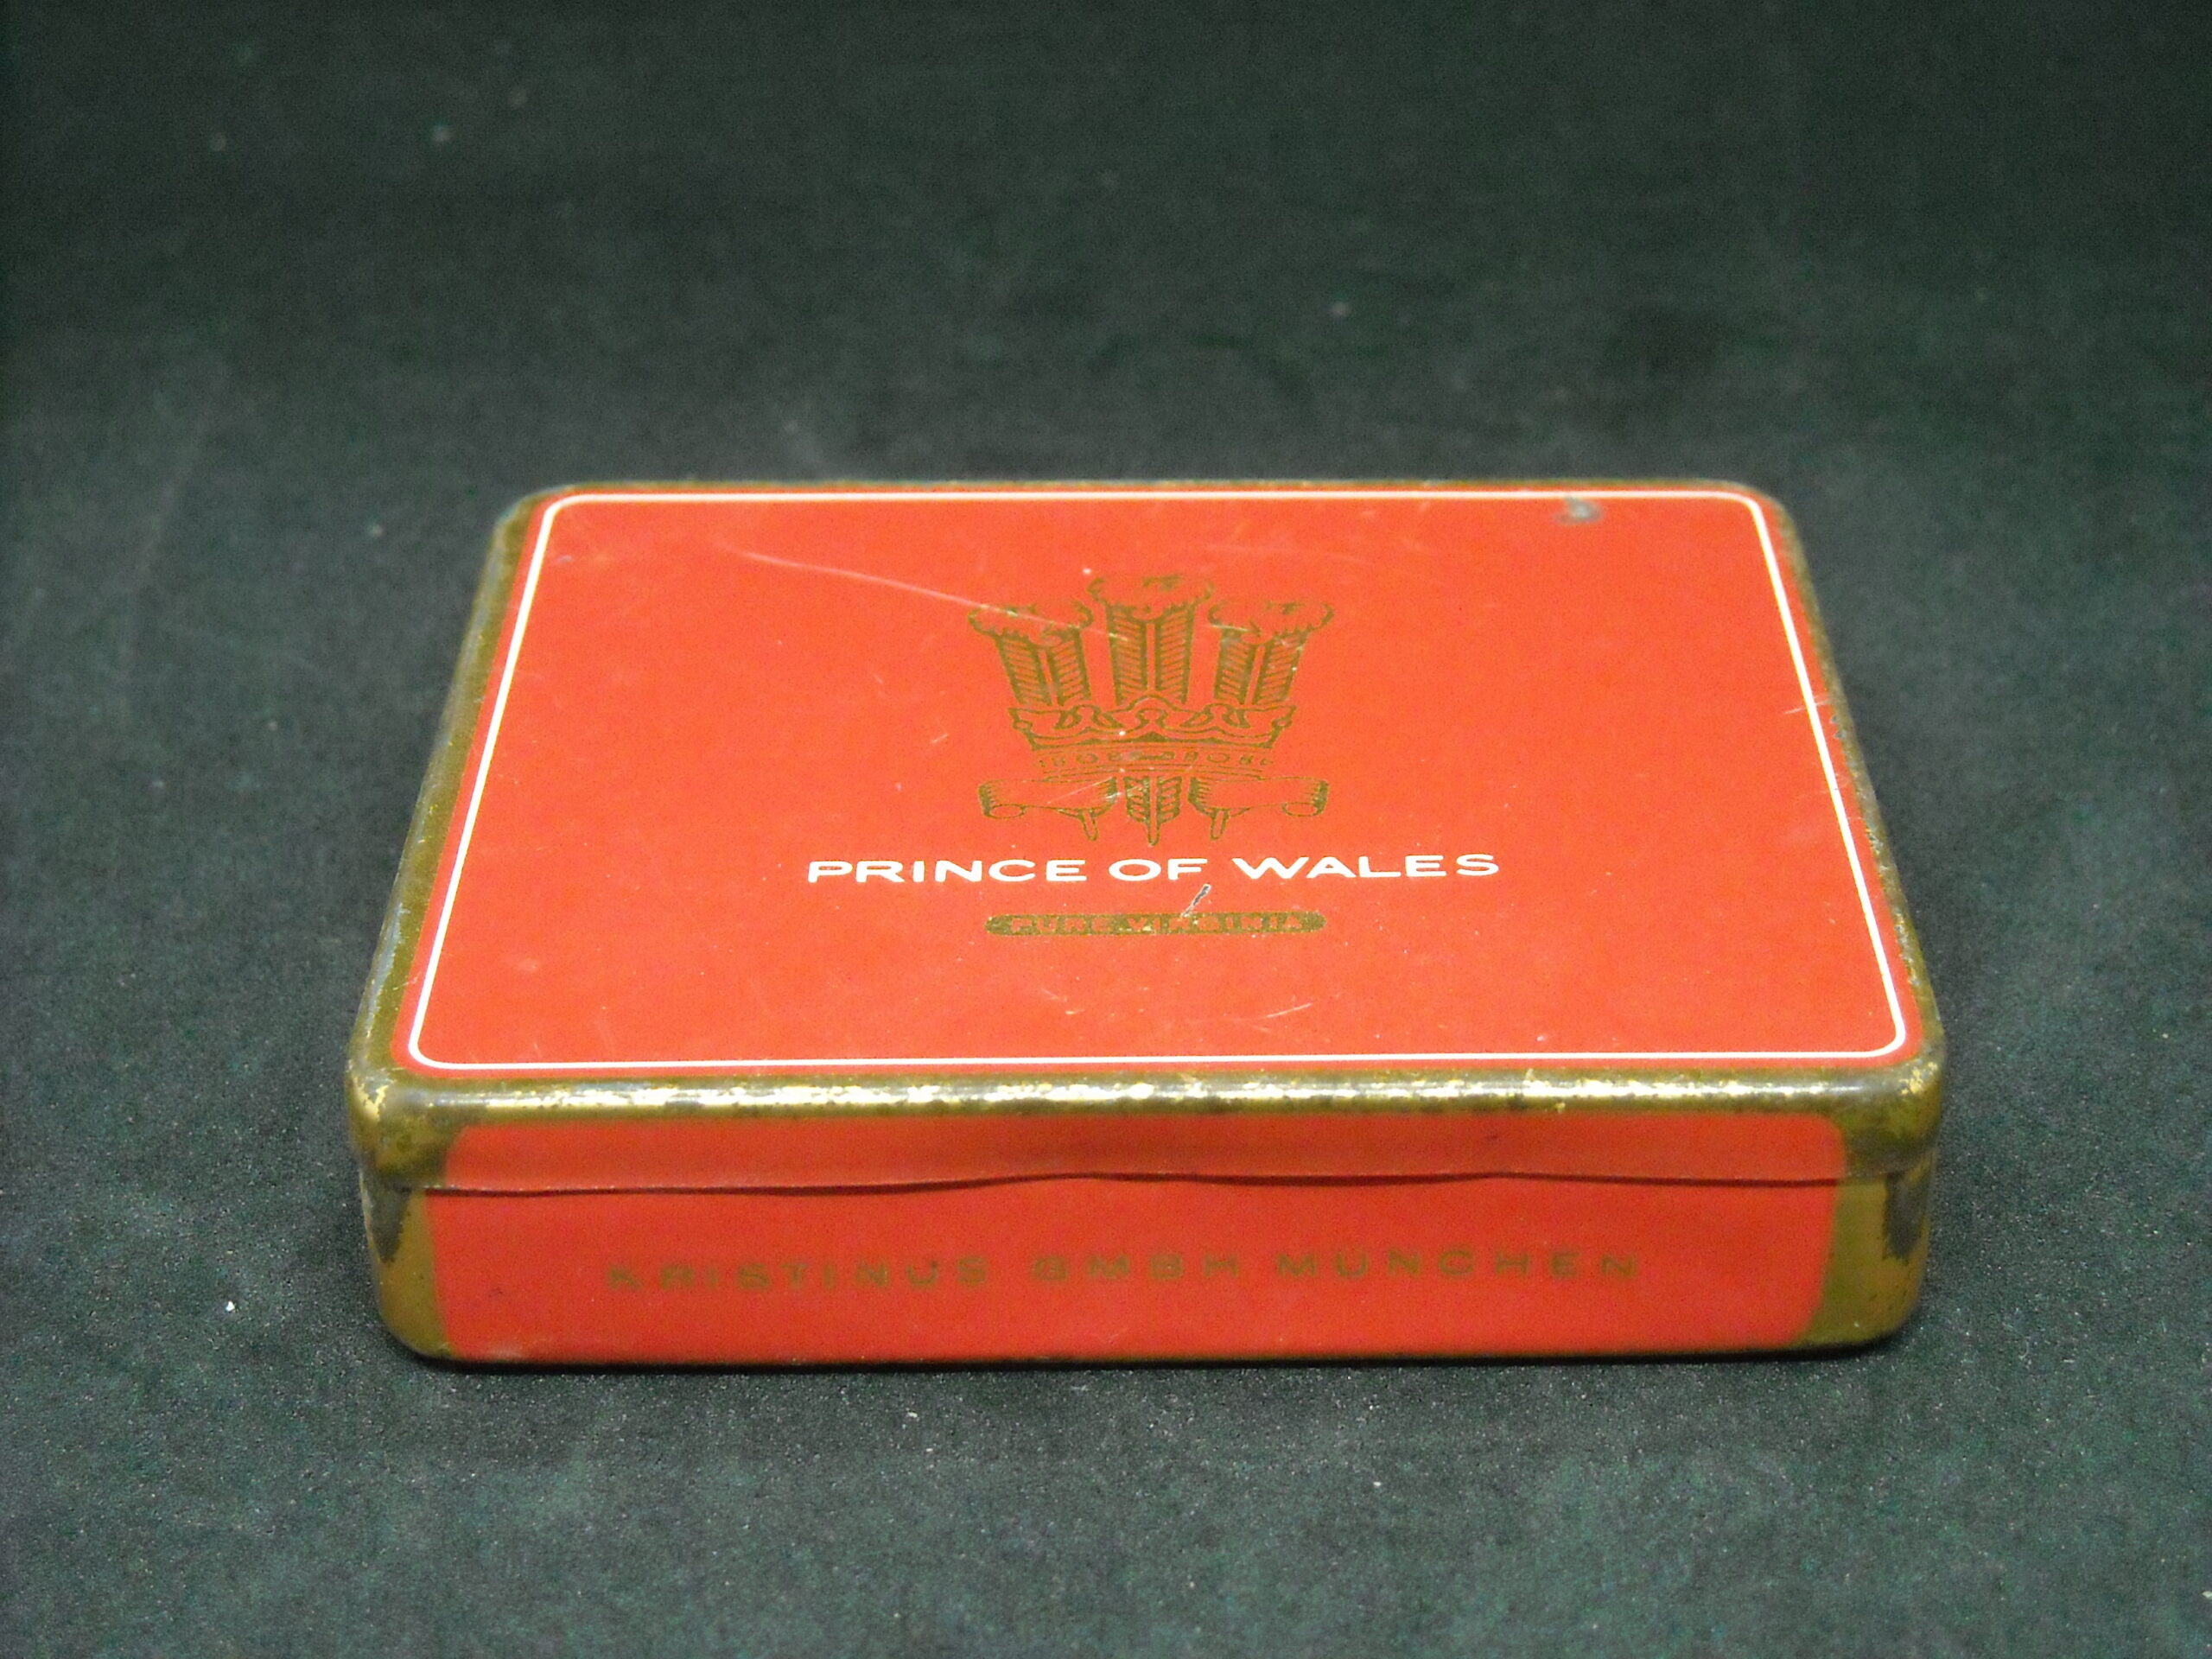 PRINCE OF WALES
PURE VIRGINIA
KRISTINUS GMBH MÜNCHEN